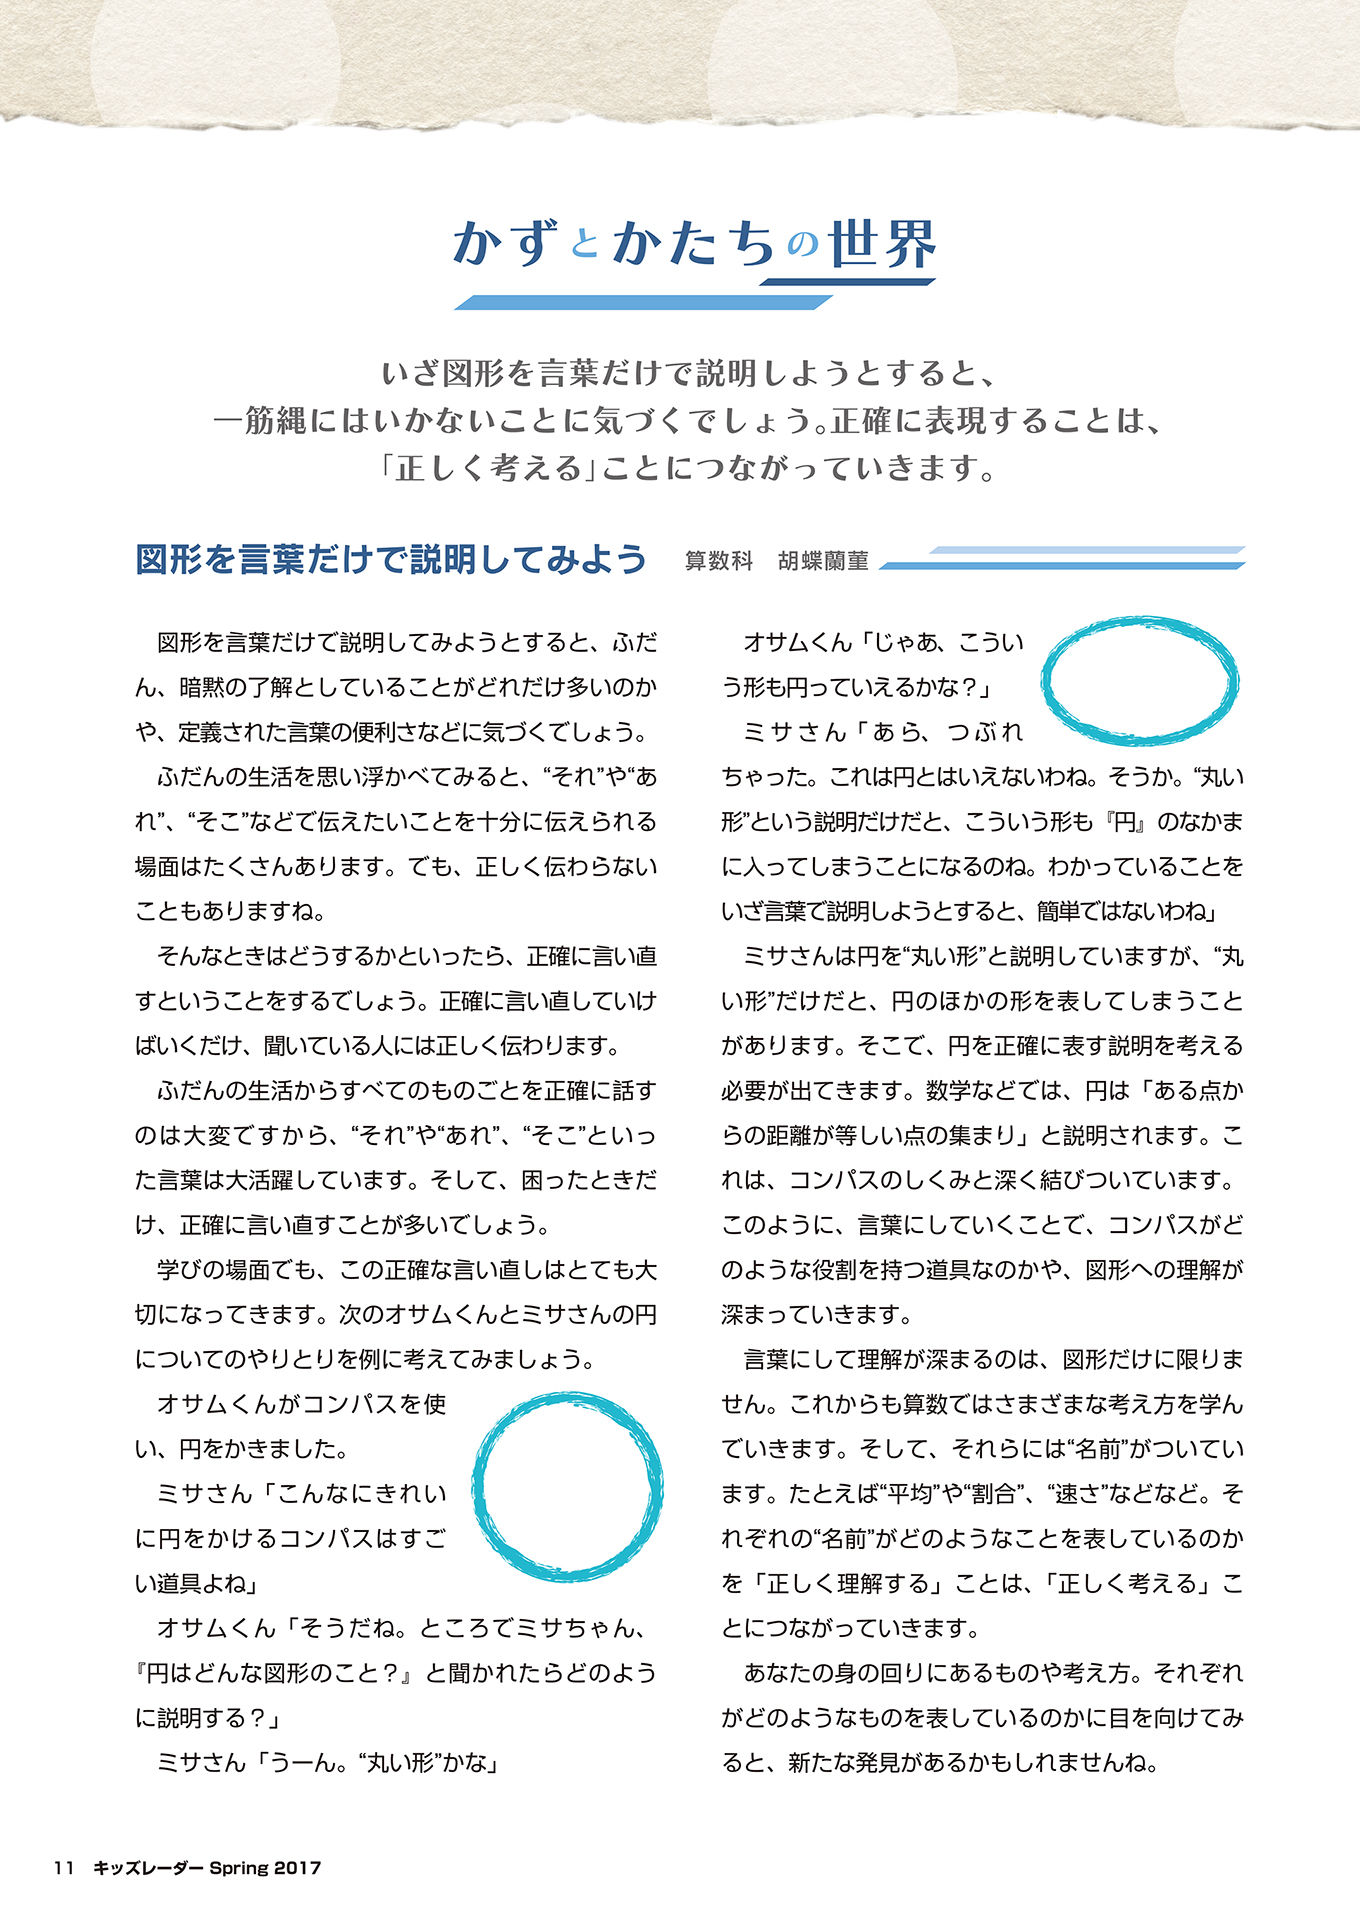 かずとかたちの世界
いざ図形を言葉だけで説明しようとすると、
一筋縄にはいかないことに気づくでしょう。正確に表現することは、
「正しく考える」ことにつながっていきます。
図形を言葉だけで説明してみよう　算数科　胡蝶蘭菫
図形を言葉だけで説明してみようとすると、ふだ
ん、暗黙の了解としていることがどれだけ多いのか
や、定義された言葉の便利さなどに気づくでしょう。
ふだんの生活を思い浮かべてみると、“それ”や“あ
れ”、“そこ”などで伝えたいことを十分に伝えられる
場面はたくさんあります。でも、正しく伝わらない
こともありますね。
そんなときはどうするかといったら、正確に言い直
すということをするでしょう。正確に言い直していけ
ばいくだけ、聞いている人には正しく伝わります。
ふだんの生活からすべてのものごとを正確に話す
のは大変ですから、“それ”や“あれ”、“そこ”といっ
た言葉は大活躍しています。そして、困ったときだ
け、正確に言い直すことが多いでしょう。
学びの場面でも、この正確な言い直しはとても大
切になってきます。次のオサムくんとミサさんの円
についてのやりとりを例に考えてみましょう。
オサムくんがコンパスを使
い、円をかきました。
ミサさん「こんなにきれい
に円をかけるコンパスはすご
い道具よね」
オサムくん「そうだね。ところでミサちゃん、
『円はどんな図形のこと？』と聞かれたらどのよう
に説明する？」
ミサさん「うーん。“丸い形”かな」
オサムくん「じゃあ、こうい
う形も円っていえるかな？」
ミサさん「あら、つぶれ
ちゃった。これは円とはいえないわね。そうか。“丸い
形”という説明だけだと、こういう形も『円』のなかま
に入ってしまうことになるのね。わかっていることを
いざ言葉で説明しようとすると、簡単ではないわね」
ミサさんは円を“丸い形”と説明していますが、“丸
い形”だけだと、円のほかの形を表してしまうこと
があります。そこで、円を正確に表す説明を考える
必要が出てきます。数学などでは、円は「ある点か
らの距離が等しい点の集まり」と説明されます。こ
れは、コンパスのしくみと深く結びついています。
このように、言葉にしていくことで、コンパスがど
のような役割を持つ道具なのかや、図形への理解が
深まっていきます。
言葉にして理解が深まるのは、図形だけに限りま
せん。これからも算数ではさまざまな考え方を学ん
でいきます。そして、それらには“名前”がついてい
ます。たとえば“平均”や“割合”、“速さ”などなど。そ
れぞれの“名前”がどのようなことを表しているのか
を「正しく理解する」ことは、「正しく考える」こ
とにつながっていきます。
あなたの身の回りにあるものや考え方。それぞれ
がどのようなものを表しているのかに目を向けてみ
ると、新たな発見があるかもしれませんね。
11　キッズレーダー Spring 2017